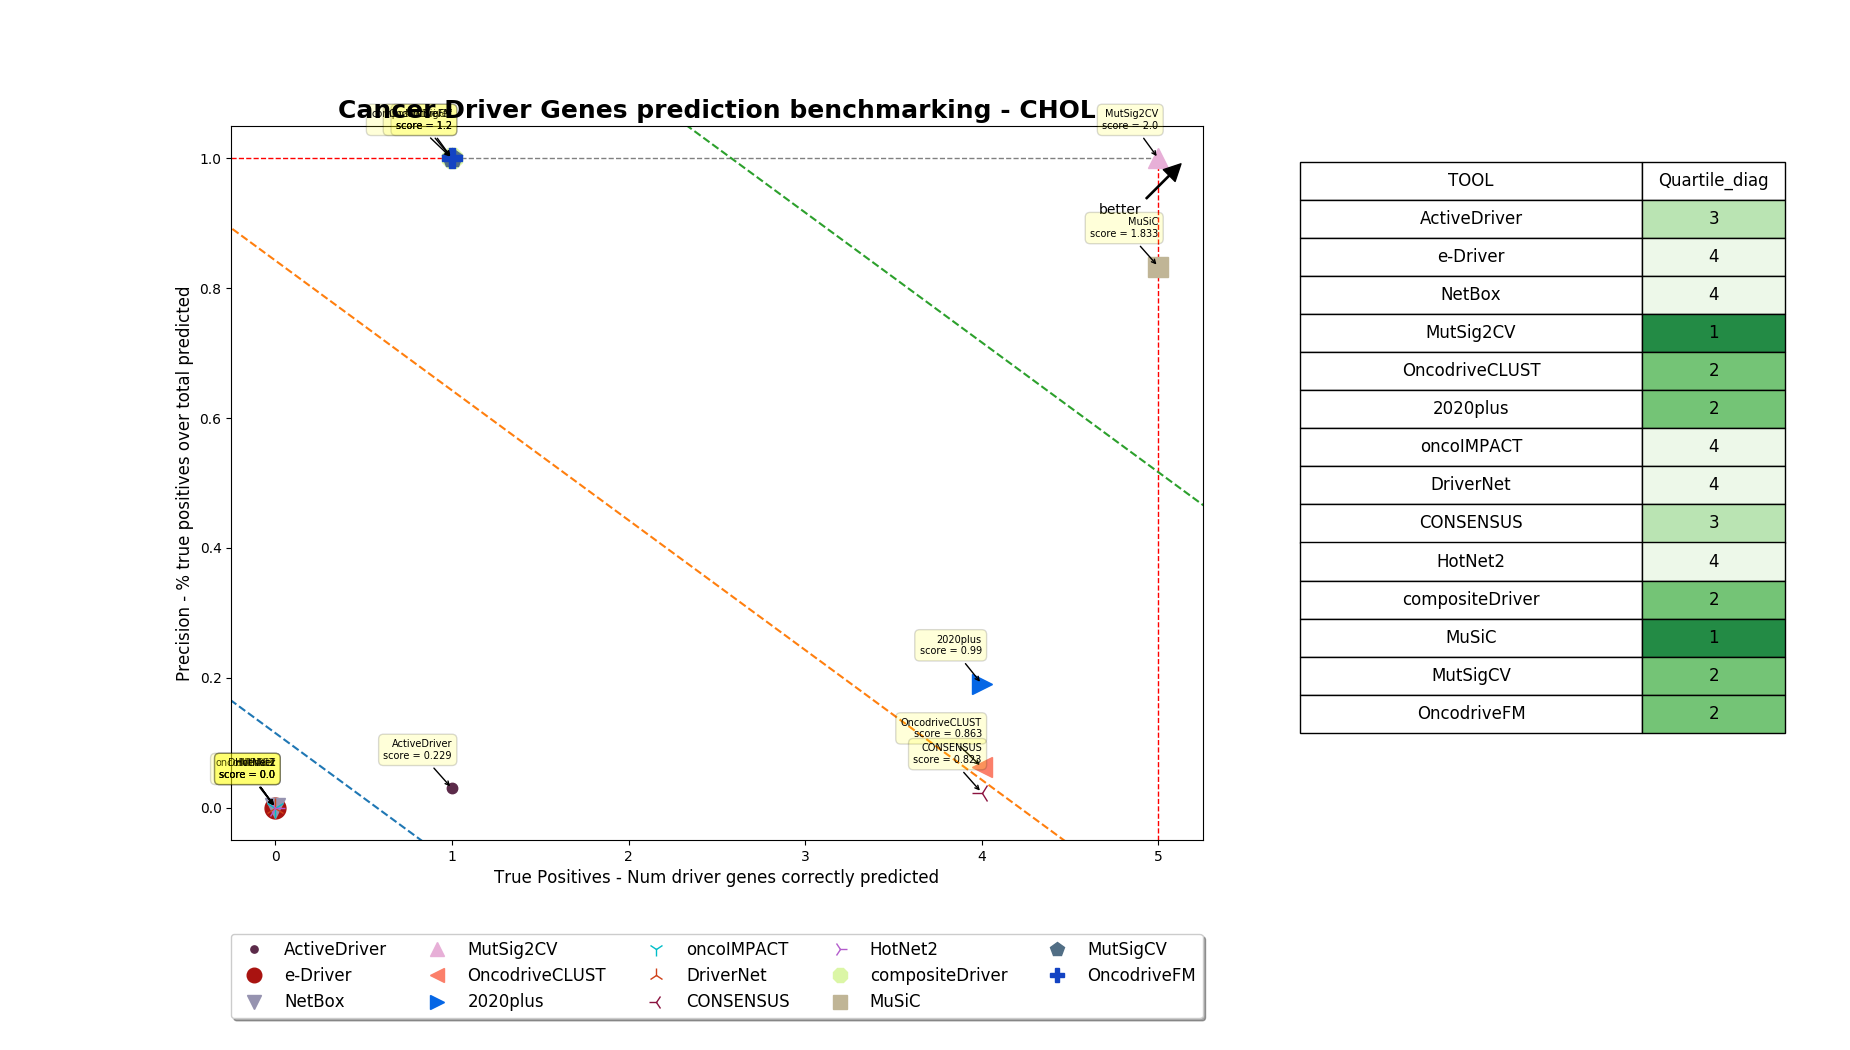 Cancer Driver Genes prediction benchmarking - CHOL
score = 1.2
MutSig2CV
score = 2.0
better
MuSiC
score = 1.833
2020plus
score = 0.99
OncodriveCLUST
score = 0.863
CONSENSUS
score = 0.823
ActiveDriver
score = 0.229
score = 0.0
1.0
0.8
0.6
0.4
0.2
0.0
Precision - % true positives over total predicted
0 1 2 3 4 5
True Positives - Num driver genes correctly predicted
ActiveDriver MutSig2CV oncoIMPACT HotNet2 MutSigCV
e-Driver OncodriveCLUST DriverNet compositeDriver OncodriveFM
NetBox 2020plus CONSENSUS MuSiC
TOOL Quartile_diag
ActiveDriver 3
e-Driver 4
NetBox 4
MutSig2CV 1
OncodriveCLUST 2
2020plus 2
oncoIMPACT 4
DriverNet 4
CONSENSUS 3
HotNet2 4
compositeDriver 2
MuSiC 1
MutSigCV 2
OncodriveFM 2